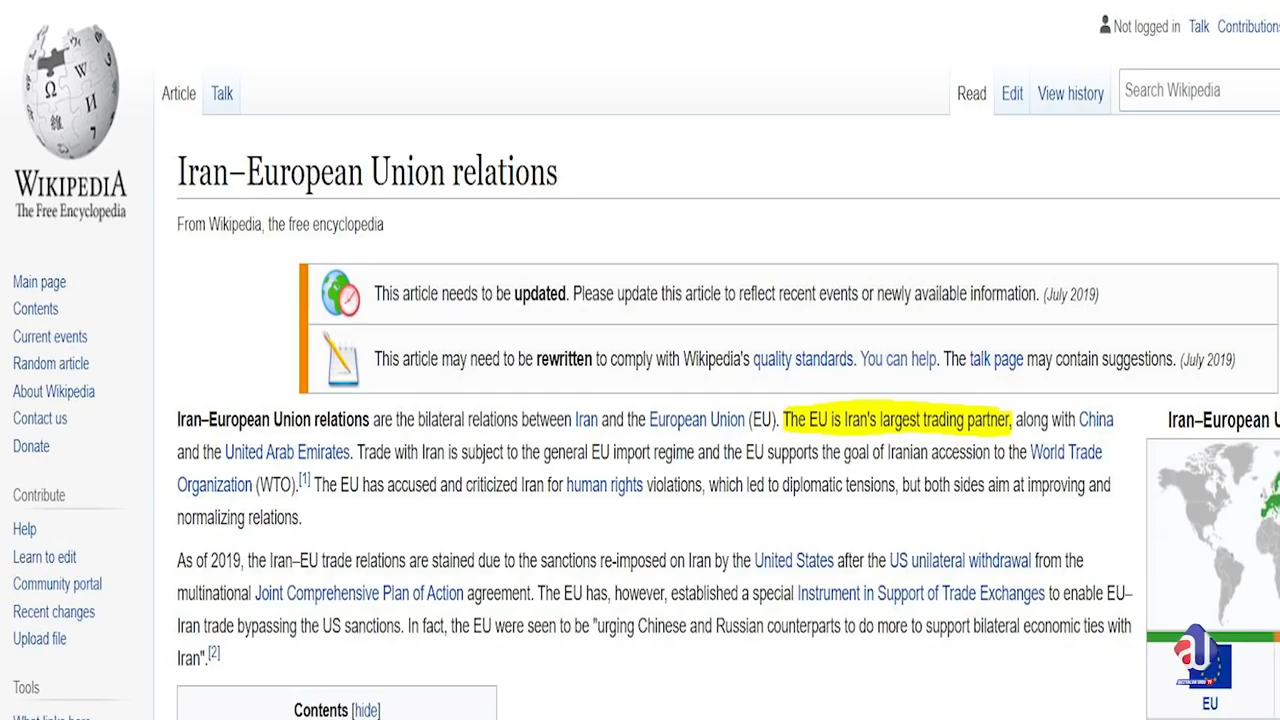 Not logged in Talk Contributions
Article Talk Read Edit View history Search Wikipedia
WIKIPEDIA
The Free Encyclopedia
Iran–European Union relations
From Wikipedia, the free encyclopedia
Main page
Contents
Current events
Random article
About Wikipedia
Contact us
Donate
Contribute
Help
Learn to edit
Community portal
Recent changes
Upload file
Tools
This article needs to be updated. Please update this article to reflect recent events or newly available information. (July 2019)
This article may need to be rewritten to comply with Wikipedia's quality standards. You can help. The talk page may contain suggestions. (July 2019)
Iran–European Union relations are the bilateral relations between Iran and the European Union (EU). The EU is Iran's largest trading partner, along with China
and the United Arab Emirates. Trade with Iran is subject to the general EU import regime and the EU supports the goal of Iranian accession to the World Trade
Organization (WTO).[1] The EU has accused and criticized Iran for human rights violations, which led to diplomatic tensions, but both sides aim at improving and
normalizing relations.
As of 2019, the Iran–EU trade relations are stained due to the sanctions re-imposed on Iran by the United States after the US unilateral withdrawal from the
multinational Joint Comprehensive Plan of Action agreement. The EU has, however, established a special Instrument in Support of Trade Exchanges to enable EU–
Iran trade bypassing the US sanctions. In fact, the EU were seen to be "urging Chinese and Russian counterparts to do more to support bilateral economic ties with
Iran".[2]
Contents [hide]
Iran–European U
EU